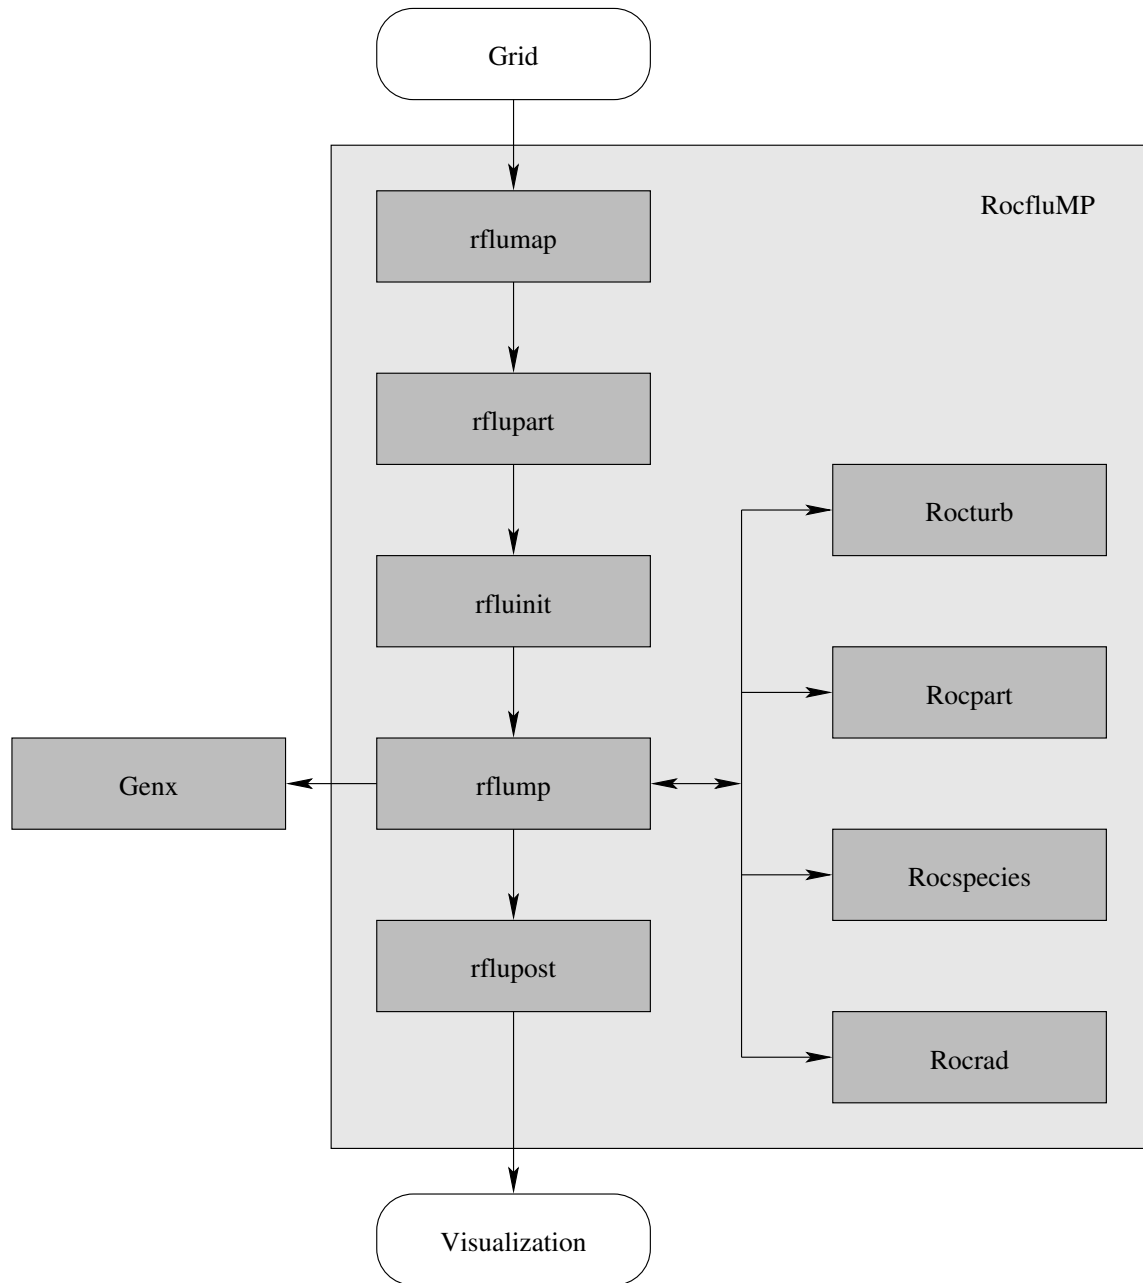 Grid
RocfluMP
rflumap
rflupart
Rocturb
rfluinit
Rocpart
Genx
rflump
Rocspecies
rflupost
Rocrad
Visualization